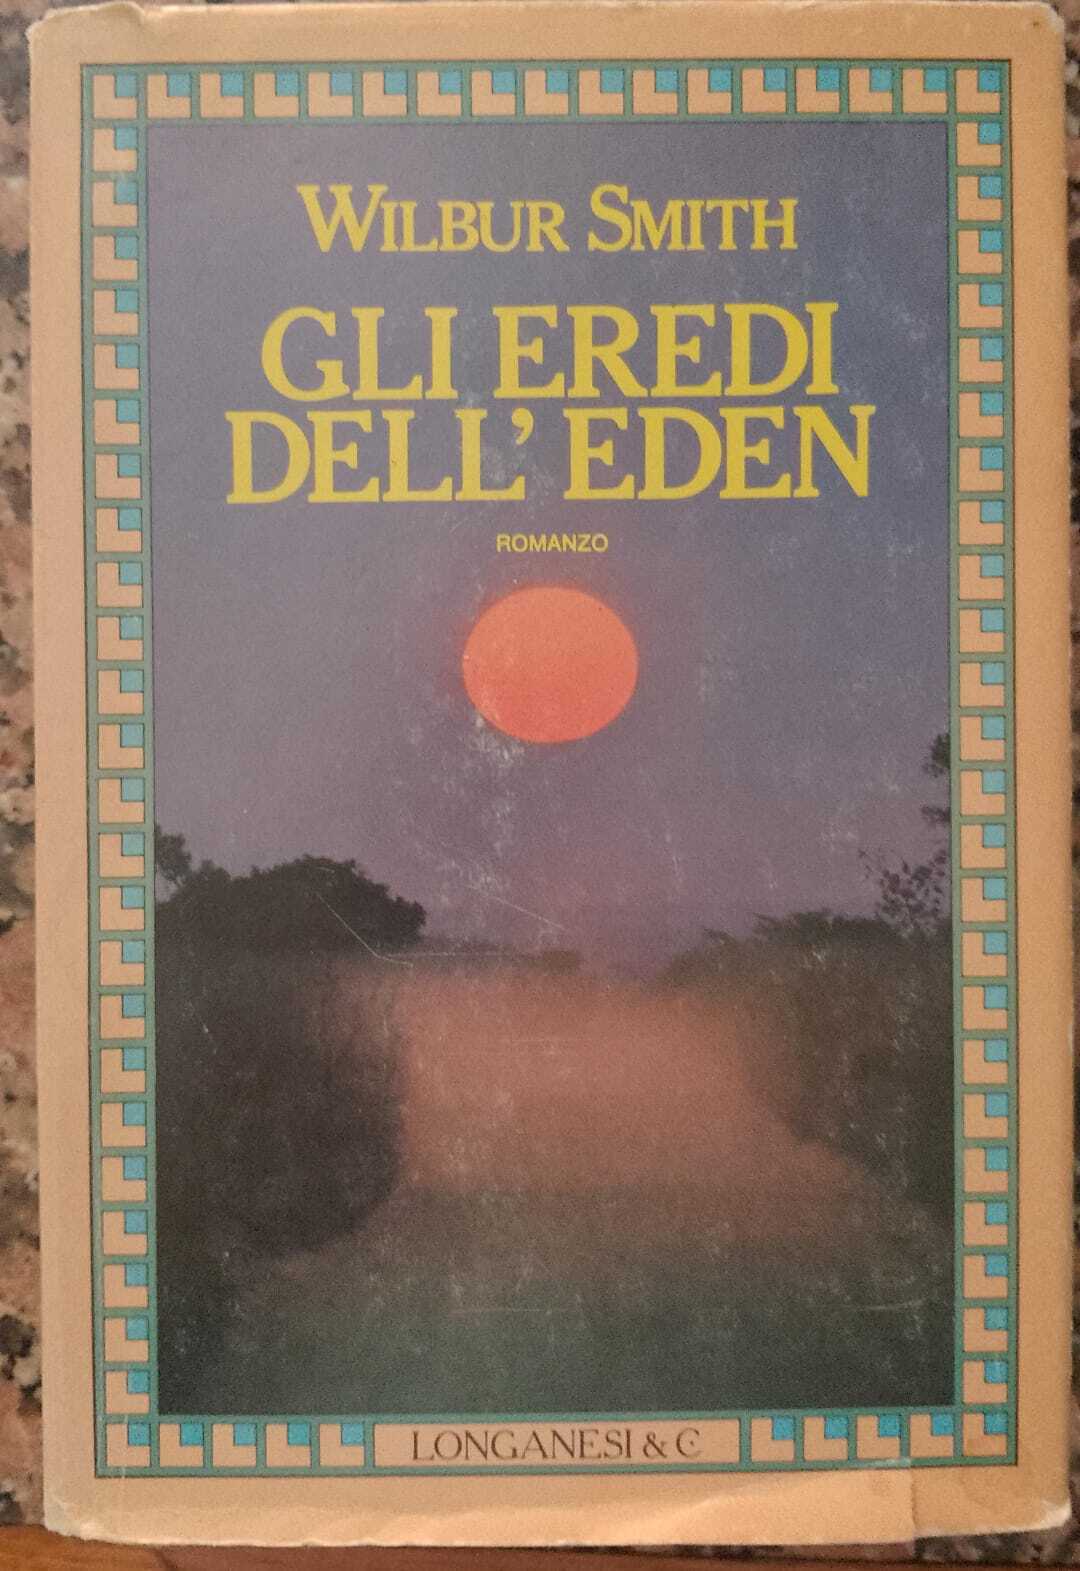 WILBUR SMITH
GLI EREDI
DELL'EDEN
ROMANZO
LONGANESI & C.